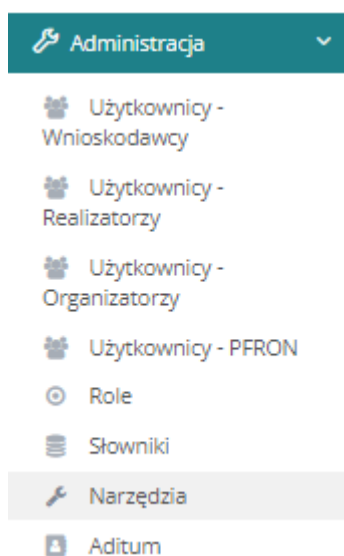 Administracja
Użytkownicy -
Wnioskodawcy
Użytkownicy -
Realizatorzy
Użytkownicy -
Organizatorzy
Użytkownicy - PFRON
Role
Słowniki
Narzędzia
Aditum